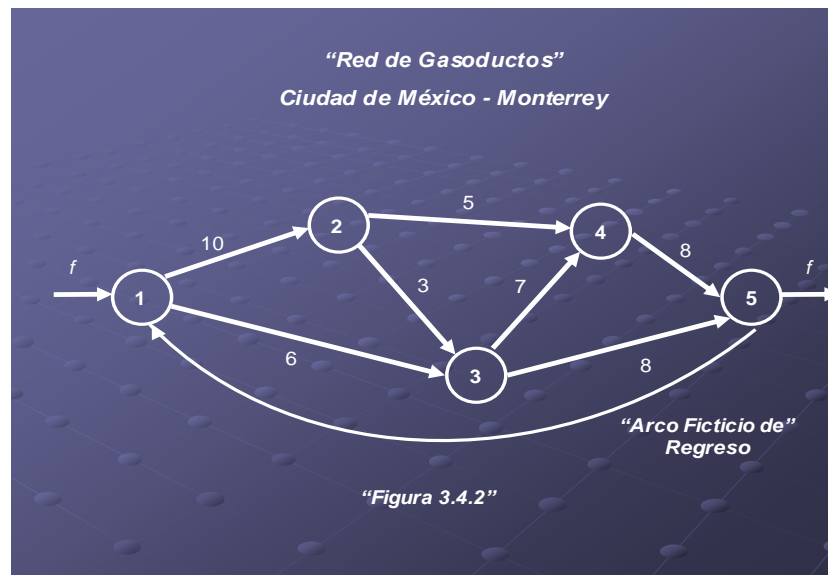 “Red de Gasoductos”
Ciudad de México - Monterrey
5
2
4
10
8
f
f
3
7
1
5
6
3
8
“Arco Ficticio de”
Regreso
“Figura 3.4.2”